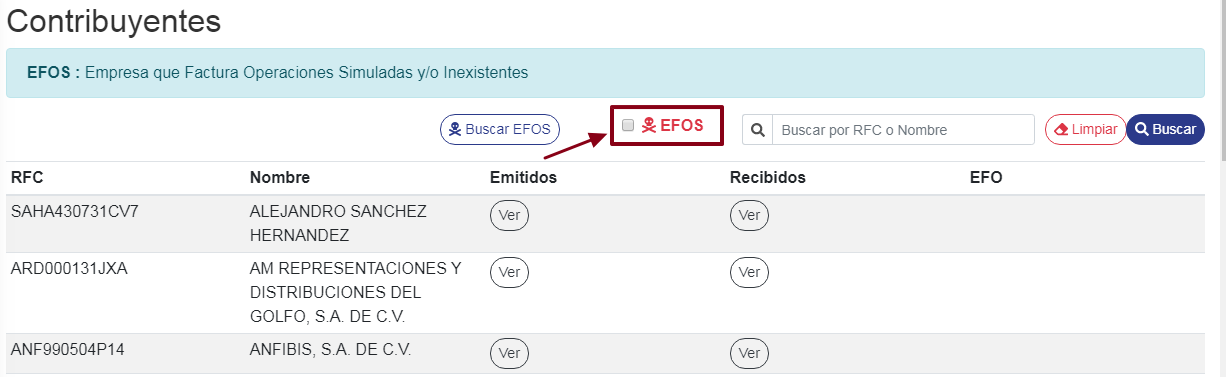 Contribuyentes
EFOS : Empresa que Factura Operaciones Simuladas y/o Inexistentes
Buscar EFOS
EFOS
Buscar por RFC o Nombre
Limpiar
Buscar
RFC Nombre Emitidos Recibidos EFO
SAHA430731CV7 ALEJANDRO SANCHEZ Ver Ver
HERNANDEZ
ARD000131JXA AM REPRESENTACIONES Y Ver Ver
DISTRIBUCIONES DEL
GOLFO, S.A. DE C.V.
ANF990504P14 ANFIBIS, S.A. DE C.V. Ver Ver